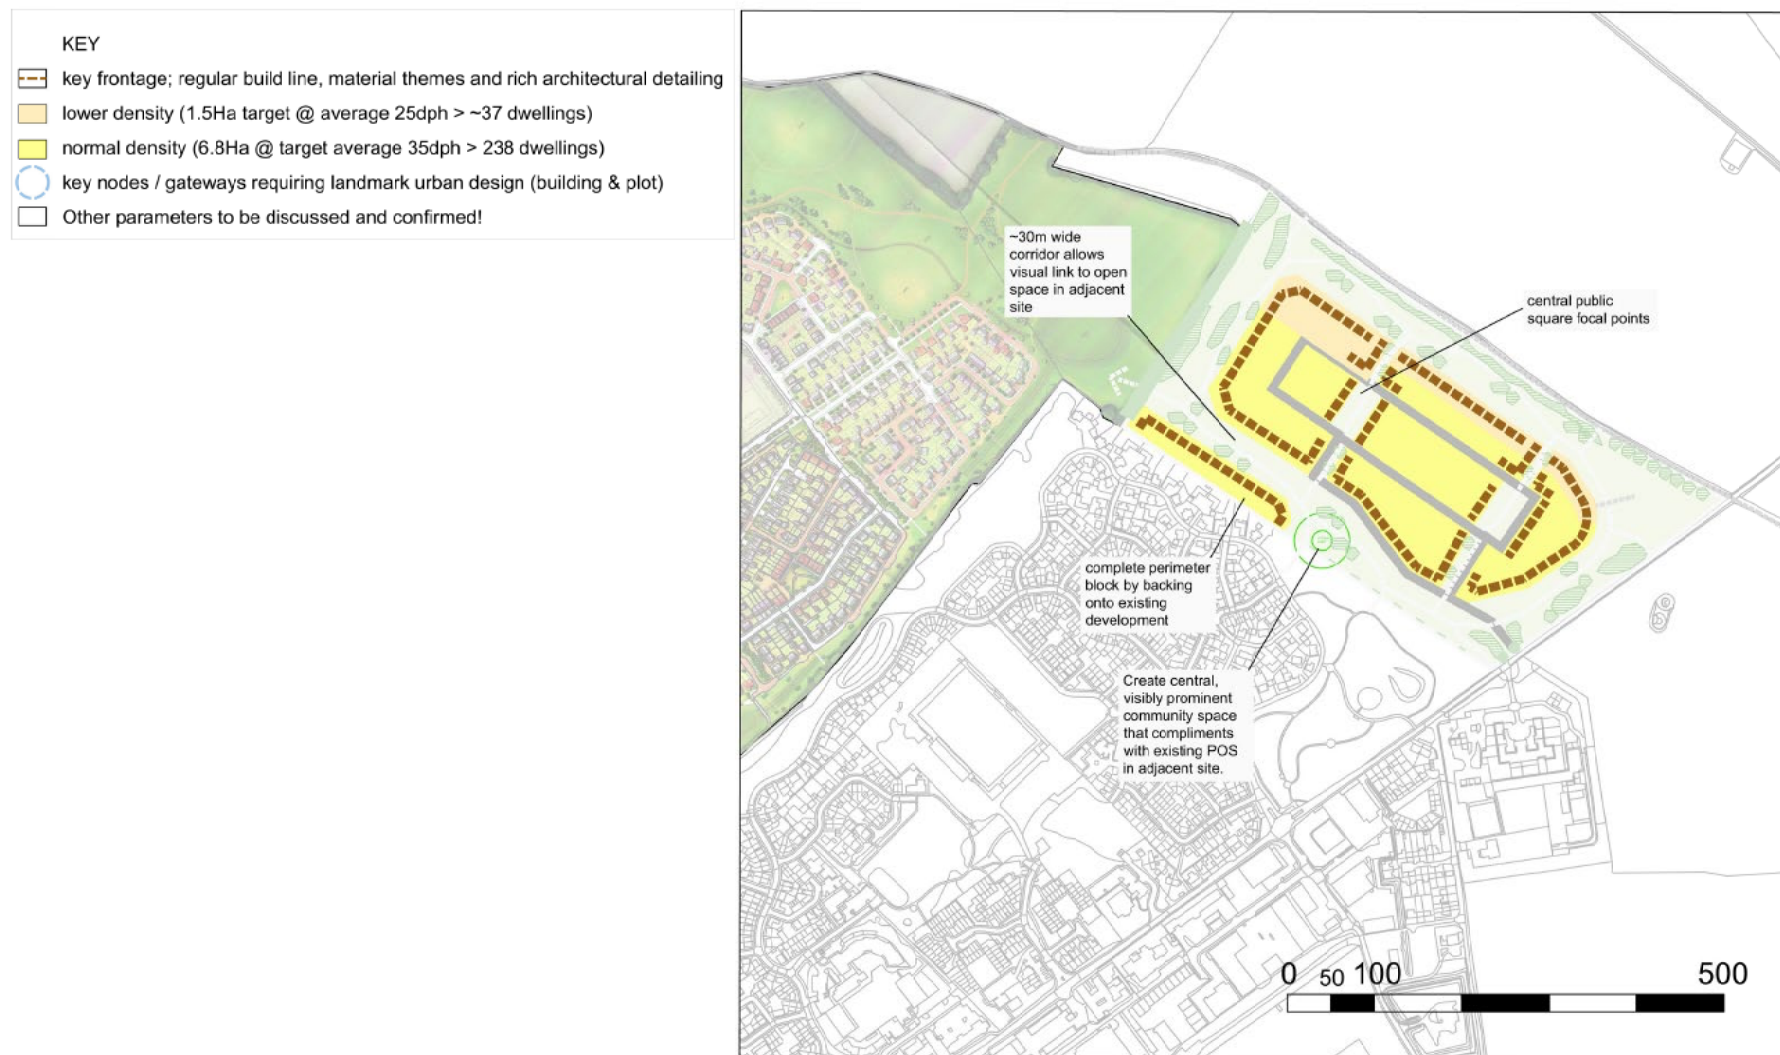 KEY
key frontage; regular build line, material themes and rich architectural detailing
lower density (1.5Ha target @ average 25dph > ~37 dwellings)
normal density (6.8Ha @ target average 35dph > 238 dwellings)
key nodes / gateways requiring landmark urban design (building & plot)
Other parameters to be discussed and confirmed!
~30m wide
corridor allows
visual link to open
space in adjacent
site
central public
square focal points
complete perimeter
block by backing
onto existing
development
Create central,
visibly prominent
community space
that compliments
with existing POS
in adjacent site.
0 50 100 500